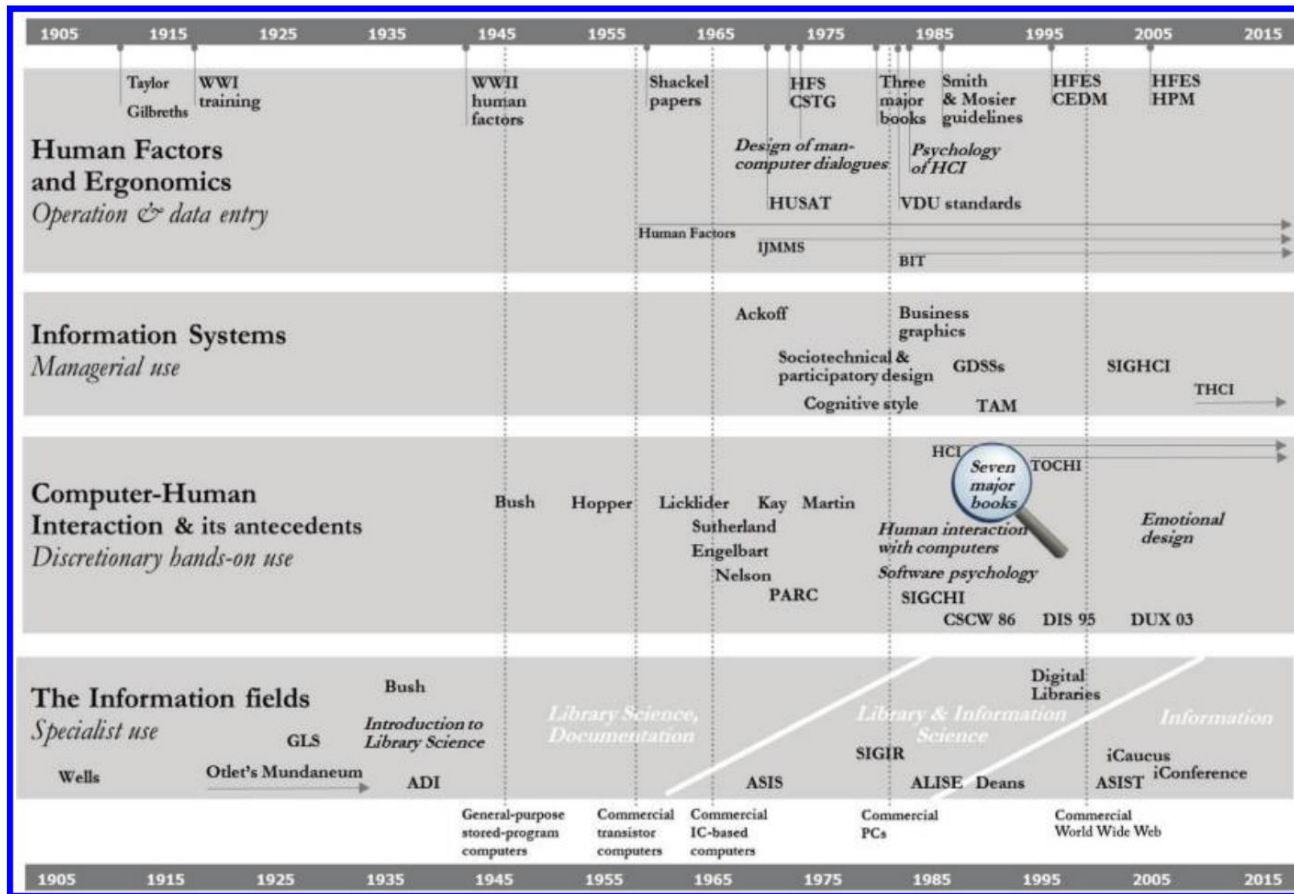 1905 1915 1925 1935 1945 1955 1965 1975 1985 1995 2005 2015
Taylor
Gilbreths
WWI
training
WWII
human
factors
Shackel
papers
HFS
CSTG
Three
major
books
Smith
& Mosier
guidelines
HFES
CEDM
HFES
HPM
Design of man-
computer dialogues
Psychology
of HCI
Human Factors
and Ergonomics
Operation & data entry
HUSAT
VDU standards
Human Factors
IJMMS
BIT
Information Systems
Managerial use
Ackoff
Business
graphics
Sociotechnical &
participatory design
GDSSs
SIGHCI
Cognitive style
TAM
THCI
Computer-Human
Interaction & its antecedents
Discretionary hands-on use
HCI
TOCHI
Seven
major
books
Bush
Hopper
Licklider
Kay
Martin
Sutherland
Engelbart
Nelson
PARC
Human interaction
with computers
Software psychology
SIGCHI
CSCW 86
DIS 95
DUX 03
Emotional
design
The Information fields
Specialist use
Bush
Introduction to
Library Science
GLS
Wells
Otlet's Mundaneum
ADI
Library Science,
Documentation
Library & Information
Science
Information
Digital
Libraries
SIGIR
ASIS
ALISE
Deans
iCaucus
iConference
ASIST
General-purpose
stored-program
computers
Commercial
transistor
computers
Commercial
IC-based
computers
Commercial
PCs
Commercial
World Wide Web
1905 1915 1925 1935 1945 1955 1965 1975 1985 1995 2005 2015